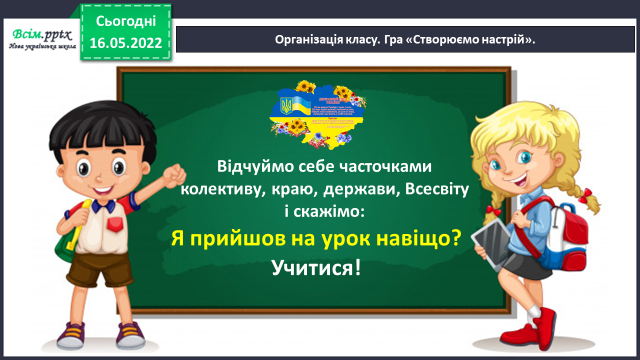 Всім.pptx
Нова українська школа
Сьогодні
16.05.2022
Організація класу. Гра «Створюємо настрій».
Відчуймо себе часточками
колективу, краю, держави, Всесвіту
і скажімо:
Я прийшов на урок навіщо?
Учитися!